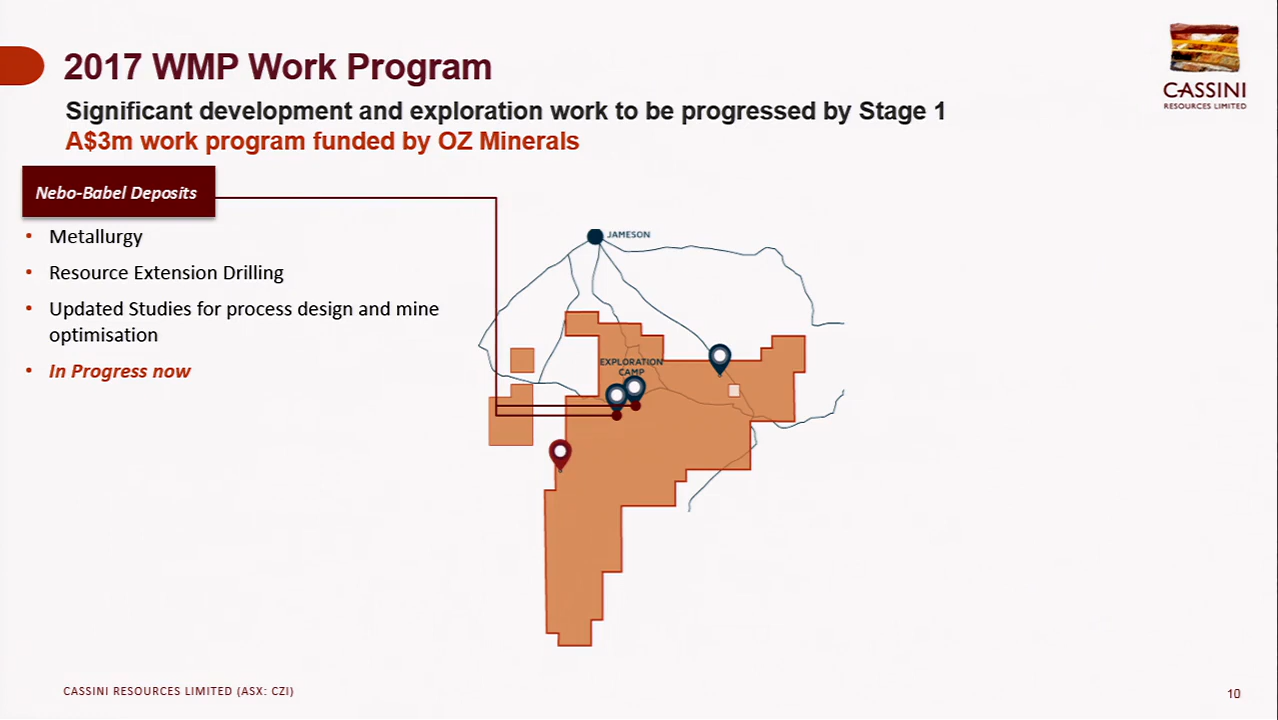 2017 WMP Work Program
Significant development and exploration work to be progressed by Stage 1
A$3m work program funded by OZ Minerals
CASSINI
RESOURCES LIMITED
Nebo-Babel Deposits
• Metallurgy
• Resource Extension Drilling
• Updated Studies for process design and mine
optimisation
• In Progress now
JAMESON
EXPLORATION
CAMP
CASSINI RESOURCES LIMITED (ASX: CZI)
10